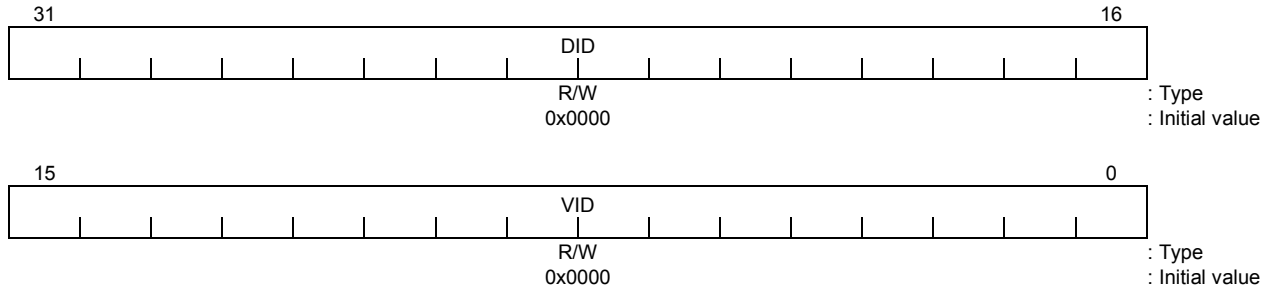 31 16
DID
R/W : Type
0x0000 : Initial value
15 0
VID
R/W : Type
0x0000 : Initial value